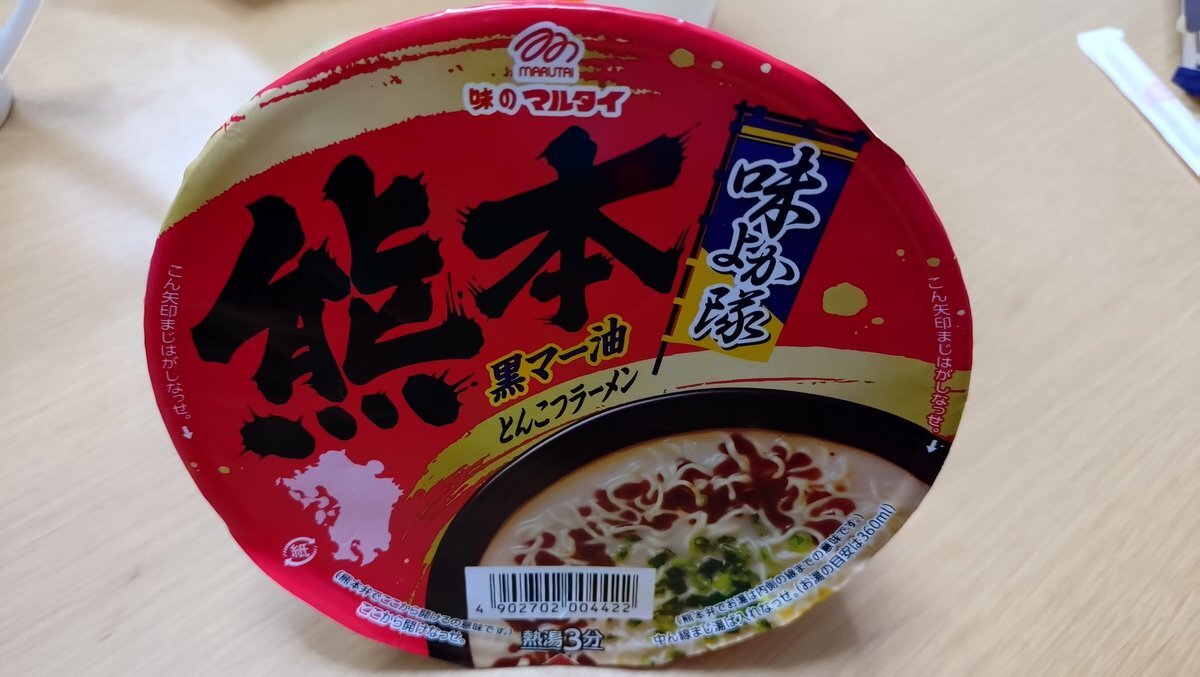 MARUTAI
味のマルタイ
熊本
味よか隊
黒マー油
とんこつラーメン
こん矢印まじはがしなっせ。
こん矢印まじはがしなっせ。
紙
(熊本弁でここから開けるの意味です。)
ここから開けなっせ。
4 902702 004422
熱湯3分
(熊本弁でお湯は内側の線までの意味です。)
中ん線まじ湯は入れなっせ。(お湯の目安は360ml)